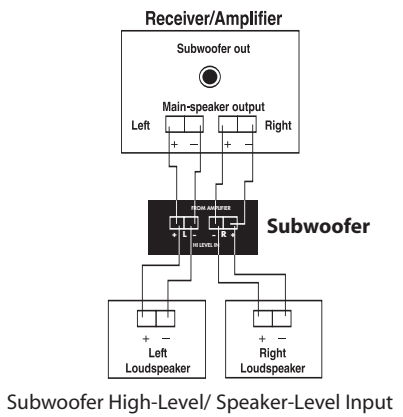 Receiver/Amplifier
Subwoofer out
Main-speaker output
Left Right
+ − + −
FROM AMPLIFIER
+ L - - R +
HI LEVEL IN
Subwoofer
+ − + −
Left Right
Loudspeaker Loudspeaker
Subwoofer High-Level/ Speaker-Level Input